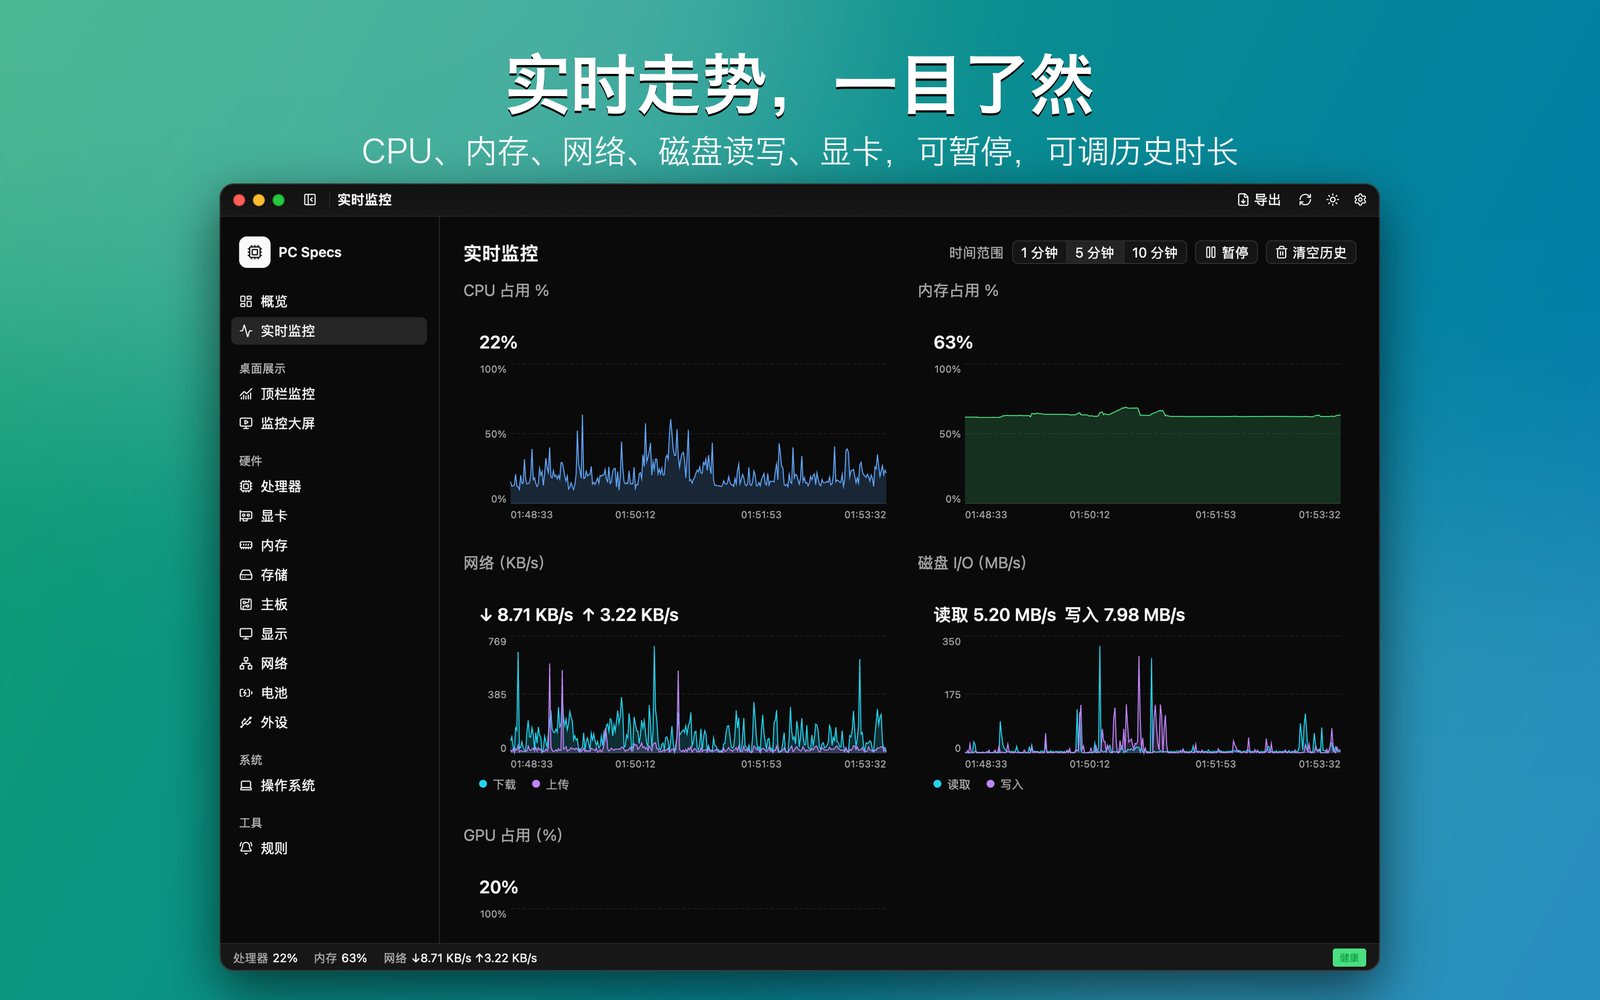 实时走势，一目了然
CPU、内存、网络、磁盘读写、显卡，可暂停，可调历史时长
实时监控
导出
PC Specs
概览
实时监控
桌面展示
顶栏监控
监控大屏
硬件
处理器
显卡
内存
存储
主板
显示
网络
电池
外设
系统
操作系统
工具
规则
实时监控
时间范围 1 分钟 5 分钟 10 分钟 暂停 清空历史
CPU 占用 %
22%
100%
50%
0%
01:48:33 01:50:12 01:51:53 01:53:32
内存占用 %
63%
100%
50%
0%
01:48:33 01:50:12 01:51:53 01:53:32
网络 (KB/s)
↓ 8.71 KB/s ↑ 3.22 KB/s
769
385
0
01:48:33 01:50:12 01:51:53 01:53:32
下载 上传
磁盘 I/O (MB/s)
读取 5.20 MB/s 写入 7.98 MB/s
350
175
0
01:48:33 01:50:12 01:51:53 01:53:32
读取 写入
GPU 占用 (%)
20%
100%
处理器 22% 内存 63% 网络 ↓8.71 KB/s ↑3.22 KB/s
健康